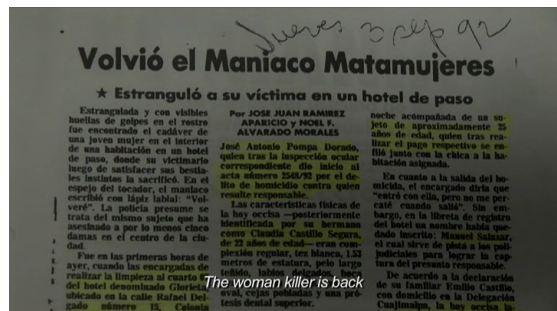 Jueves 3 sep 92
Volvió el Maniaco Matamujeres
★ Estranguló a su víctima en un hotel de paso
Estrangulada y con visibles
huellas de golpes en el rostro
fue encontrado el cadáver de
una joven mujer en el interior
de una habitación en un hotel
de paso, donde su victimario
luego de satisfacer sus bestia-
les instintos la sacrificó. En el
espejo del tocador, el maniaco
escribió con lápiz labial: "Vol-
veré". La policía presume se
trata del mismo sujeto que ha
asesinado a por lo menos cinco
damas en el centro de la ciu-
dad.
Fue en las primeras horas de
ayer, cuando las encargadas de
realizar la limpieza al cuarto
del hotel denominado Glorieta,
ubicado en la calle Rafael Del-
gado número 15, Colonia
Por JOSE JUAN RAMIREZ
APARICIO y NOEL F.
ALVARADO MORALES
José Antonio Pompa Dorado,
quien tras la inspección ocular
correspondiente dio inicio al
acta número 2501/92 por el de-
lito de homicidio contra quien
resulte responsable.
Las características físicas de
la hoy occisa —posteriormente
identificada por su hermano
como Claudia Castillo Segura,
de 22 años de edad— eran com-
plexión regular, tez blanca, 1.53
metros de estatura, pelo largo
teñido, labios delgados, boca
oval, cejas pobladas y una pró-
tesis dental superior.
noche acompañada de un su-
jeto de aproximadamente 25
años de edad, quien tras rea-
lizar el pago respectivo se en-
filó junto con la chica a la ha-
bitación asignada.
En cuanto a la salida del ho-
micida, el encargado diría que
"entró con ella, pero no me per-
caté cuando salió". Sin em-
bargo, en la libreta de registro
del hotel un nombre había que-
dado inscrito: Manuel Salazar,
el cual sirve de pista a los poli-
judiciales para lograr la cap-
tura del presunto responsable.
De acuerdo a la declaración
de su familiar Emilio Castillo,
con domicilio en la Delegación
Cuajimalpa, la hoy occisa
The woman killer is back